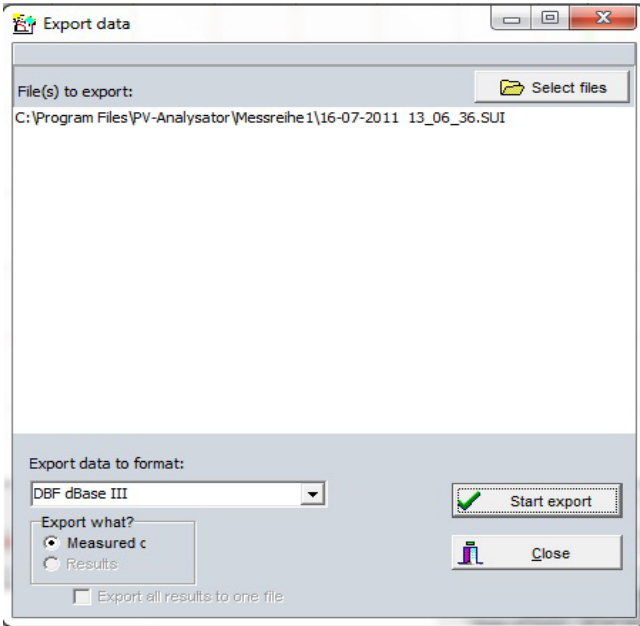 Export data
File(s) to export:
Select files
C:\Program Files\PV-Analysator\Messreihe1\16-07-2011 13_06_36.SUI
Export data to format:
DBF dBase III
Start export
Export what?
Measured c
Results
Close
Export all results to one file